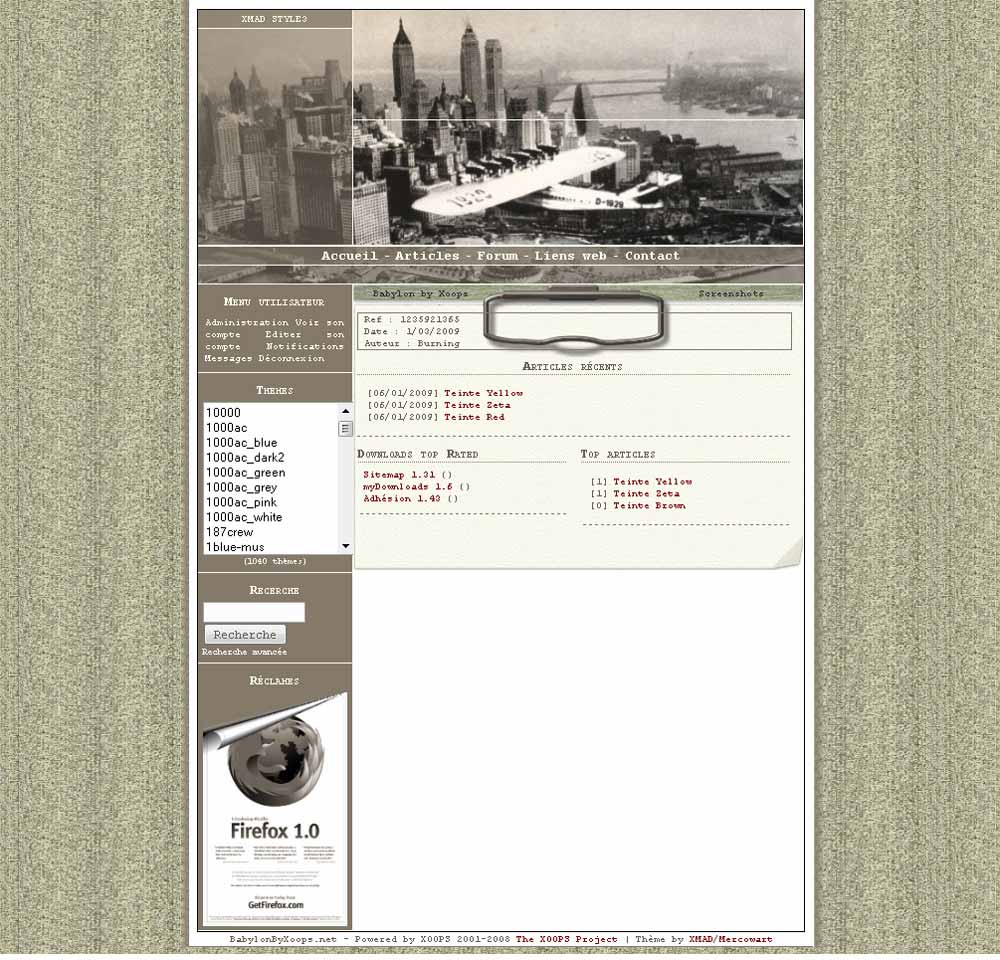 XMAD STYLES
1929
D-1929
Accueil - Articles - Forum - Liens web - Contact
Menu utilisateur
Administration Voir son
compte Editer son
compte Notifications
Messages Déconnexion
Themes
10000
1000ac
1000ac_blue
1000ac_dark2
1000ac_green
1000ac_grey
1000ac_pink
1000ac_white
187crew
1blue-mus
(1040 thèmes)
Recerche
Recherche
Recherche avancée
Réclames
Firefox 1.0
GetFirefox.com
Babylon by Xoops
Screenshots
Ref : 1235921365
Date : 1/03/2009
Auteur : Burning
Articles récents
[06/01/2009] Teinte Yellow
[06/01/2009] Teinte Zeta
[06/01/2009] Teinte Red
Downloads top Rated
Sitemap 1.31 ()
myDownloads 1.6 ()
Adhésion 1.43 ()
Top articles
[1] Teinte Yellow
[1] Teinte Zeta
[0] Teinte Brown
BabylonByXoops.net - Powered by XOOPS 2001-2008 The XOOPS Project | Thème by XMAD/Mercowart